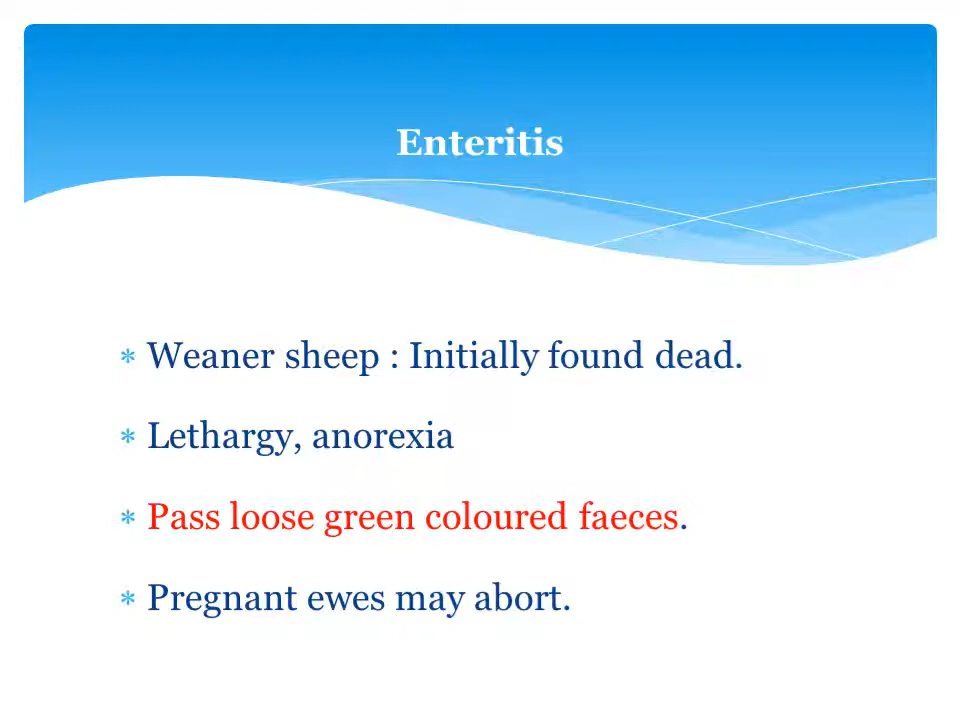 Enteritis
* Weaner sheep : Initially found dead.
* Lethargy, anorexia
* Pass loose green coloured faeces.
* Pregnant ewes may abort.